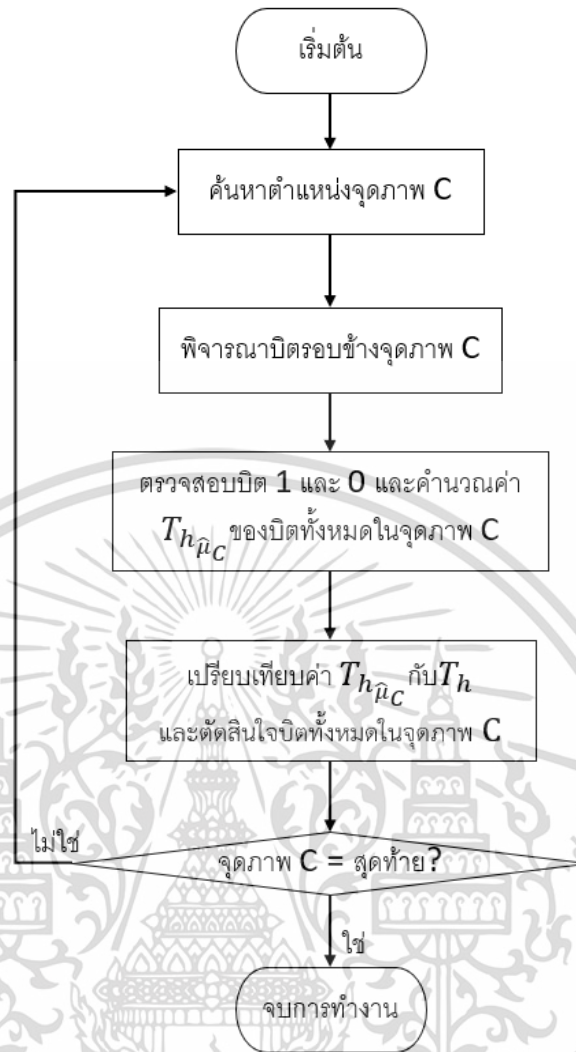 เริ่มต้น
ค้นหาตำแหน่งจุดภาพ C
พิจารณาบิตรอบข้างจุดภาพ C
ตรวจสอบบิต 1 และ 0 และคำนวณค่า
$T_{h_{\hat{\mu}_C}}$ ของบิตทั้งหมดในจุดภาพ C
เปรียบเทียบค่า $T_{h_{\hat{\mu}_C}}$ กับ $T_h$
และตัดสินใจบิตทั้งหมดในจุดภาพ C
ไม่ใช่
จุดภาพ C = สุดท้าย?
ใช่
จบการทำงาน